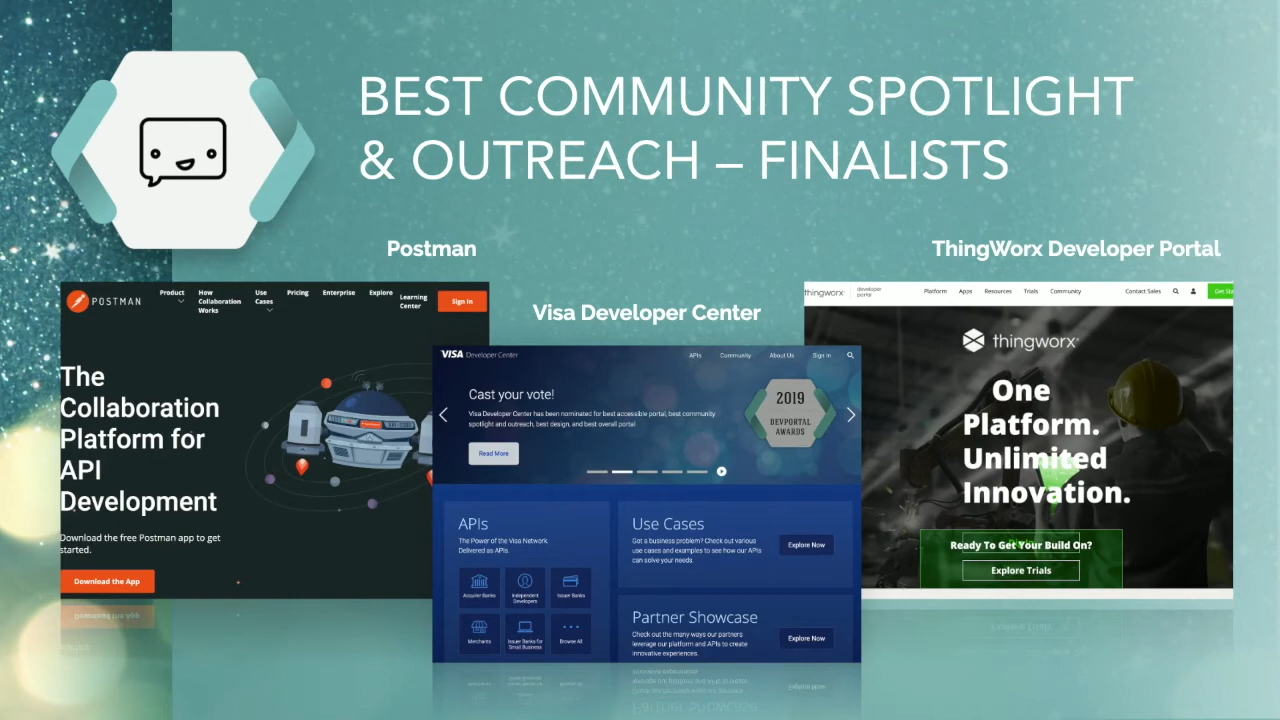 BEST COMMUNITY SPOTLIGHT
& OUTREACH – FINALISTS
Postman
POSTMAN
Product
How
Collaboration
Works
Use
Cases
Pricing
Enterprise
Explore
Learning
Center
Sign In
The
Collaboration
Platform for
API
Development
Download the free Postman app to get
started.
Download the App
Visa Developer Center
VISA Developer Center
APIs
Community
About Us
Sign In
Cast your vote!
Visa Developer Center has been nominated for best accessible portal, best community
spotlight and outreach, best design, and best overall portal
Read More
2019
DEVPORTAL
AWARDS
APIs
The Power of the Visa Network.
Delivered as APIs.
Acquirer Banks
Independent
Developers
Issuer Banks
Merchants
Issuer Banks for
Small Business
Browse All
Use Cases
Got a business problem? Check out various
use cases and examples to see how our APIs
can solve your needs.
Explore Now
Partner Showcase
Check out the many ways our partners
leverage our platform and APIs to create
innovative experiences.
Explore Now
ThingWorx Developer Portal
thingworx
developer
portal
Platform
Apps
Resources
Trials
Community
Contact Sales
Get Sta
thingworx
One
Platform.
Unlimited
Innovation.
Ready To Get Your Build On?
Explore Trials